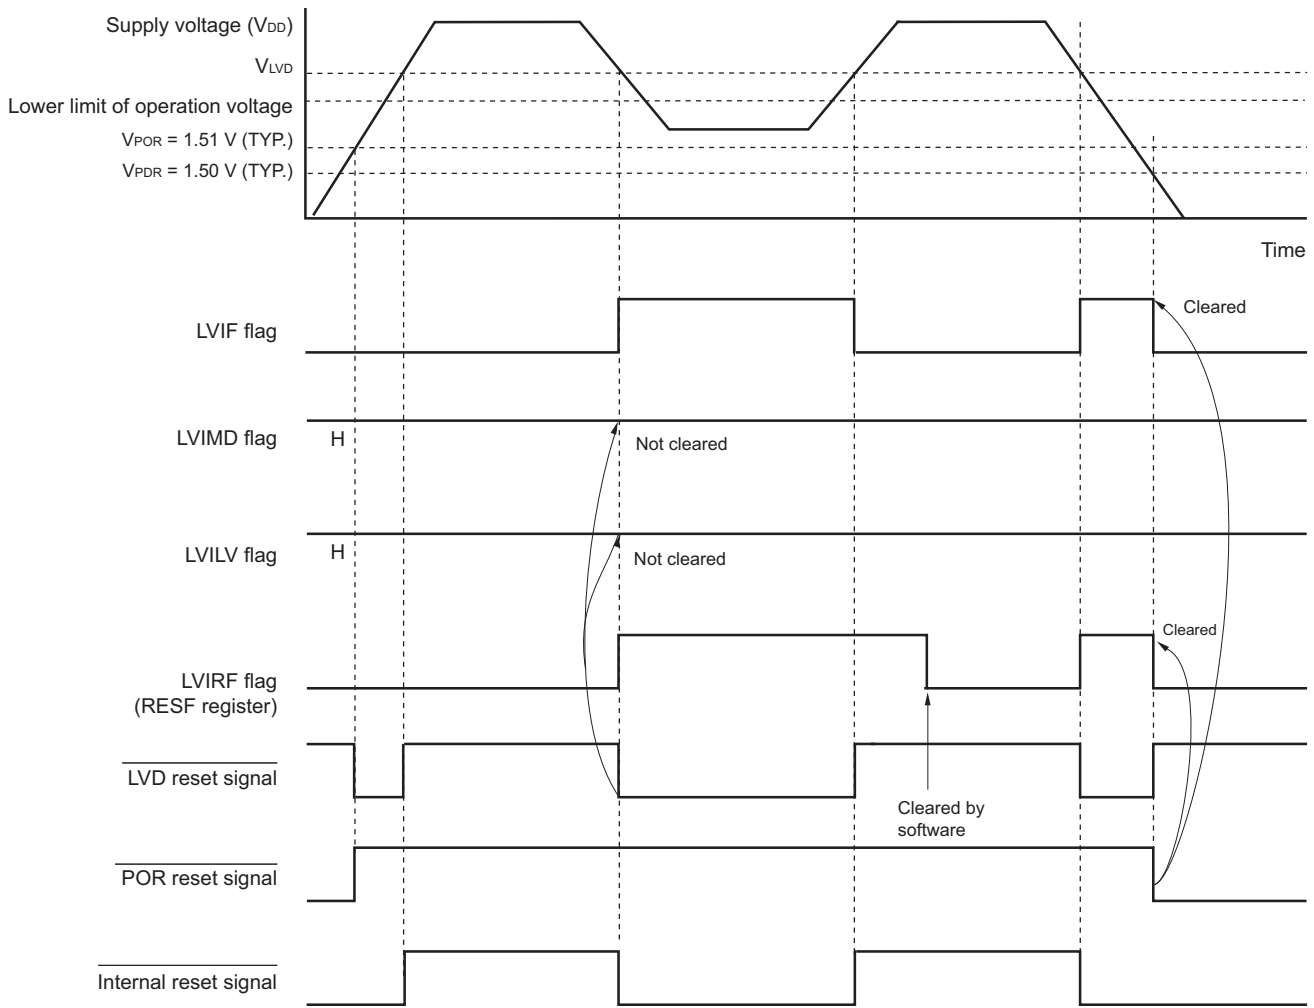 Supply voltage (VDD)
VLVD
Lower limit of operation voltage
VPOR = 1.51 V (TYP.)
VPDR = 1.50 V (TYP.)
Time
LVIF flag
Cleared
LVIMD flag
H
Not cleared
LVILV flag
H
Not cleared
LVIRF flag
(RESF register)
Cleared
LVD reset signal
Cleared by
software
POR reset signal
Internal reset signal